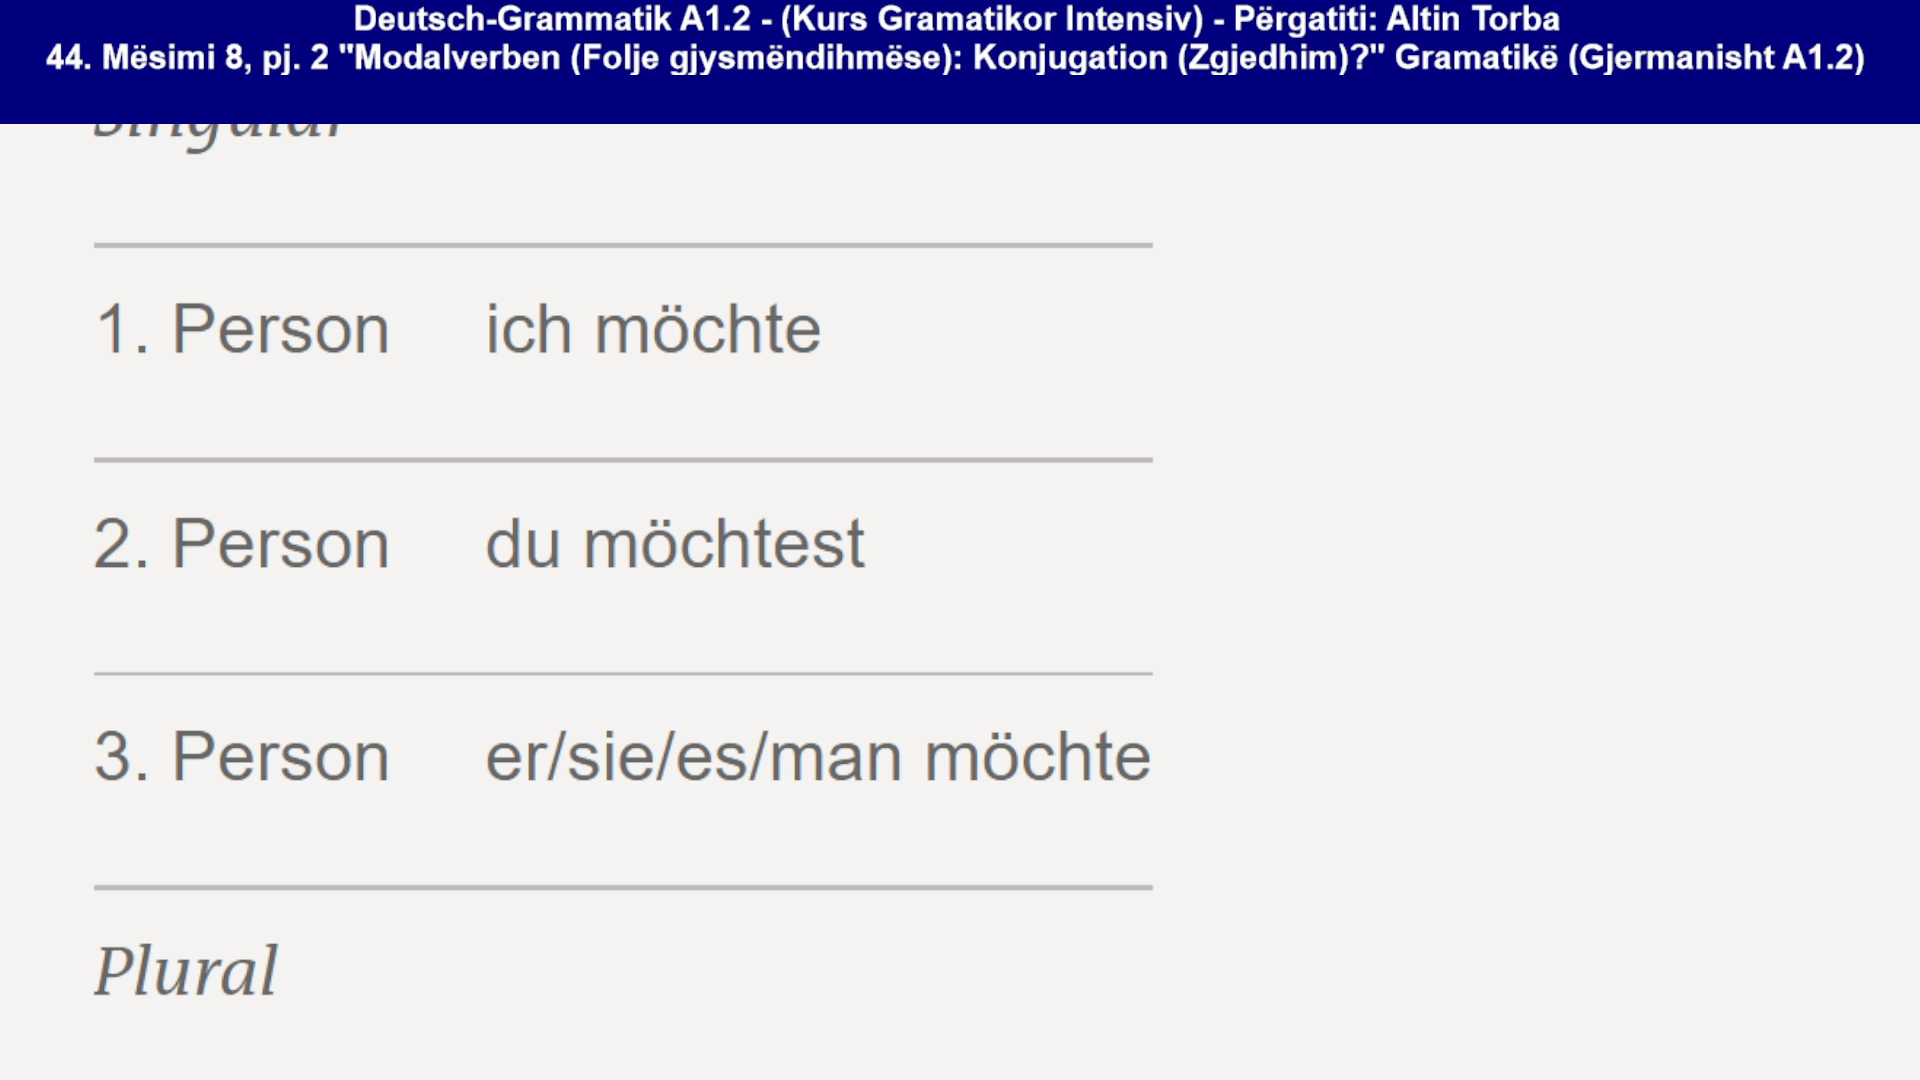 Deutsch-Grammatik A1.2 - (Kurs Gramatikor Intensiv) - Përgatiti: Altin Torba
44. Mësimi 8, pj. 2 "Modalverben (Folje gjysmëndihmëse): Konjugation (Zgjedhim)?" Gramatikë (Gjermanisht A1.2)
Singular
1. Person ich möchte
2. Person du möchtest
3. Person er/sie/es/man möchte
Plural